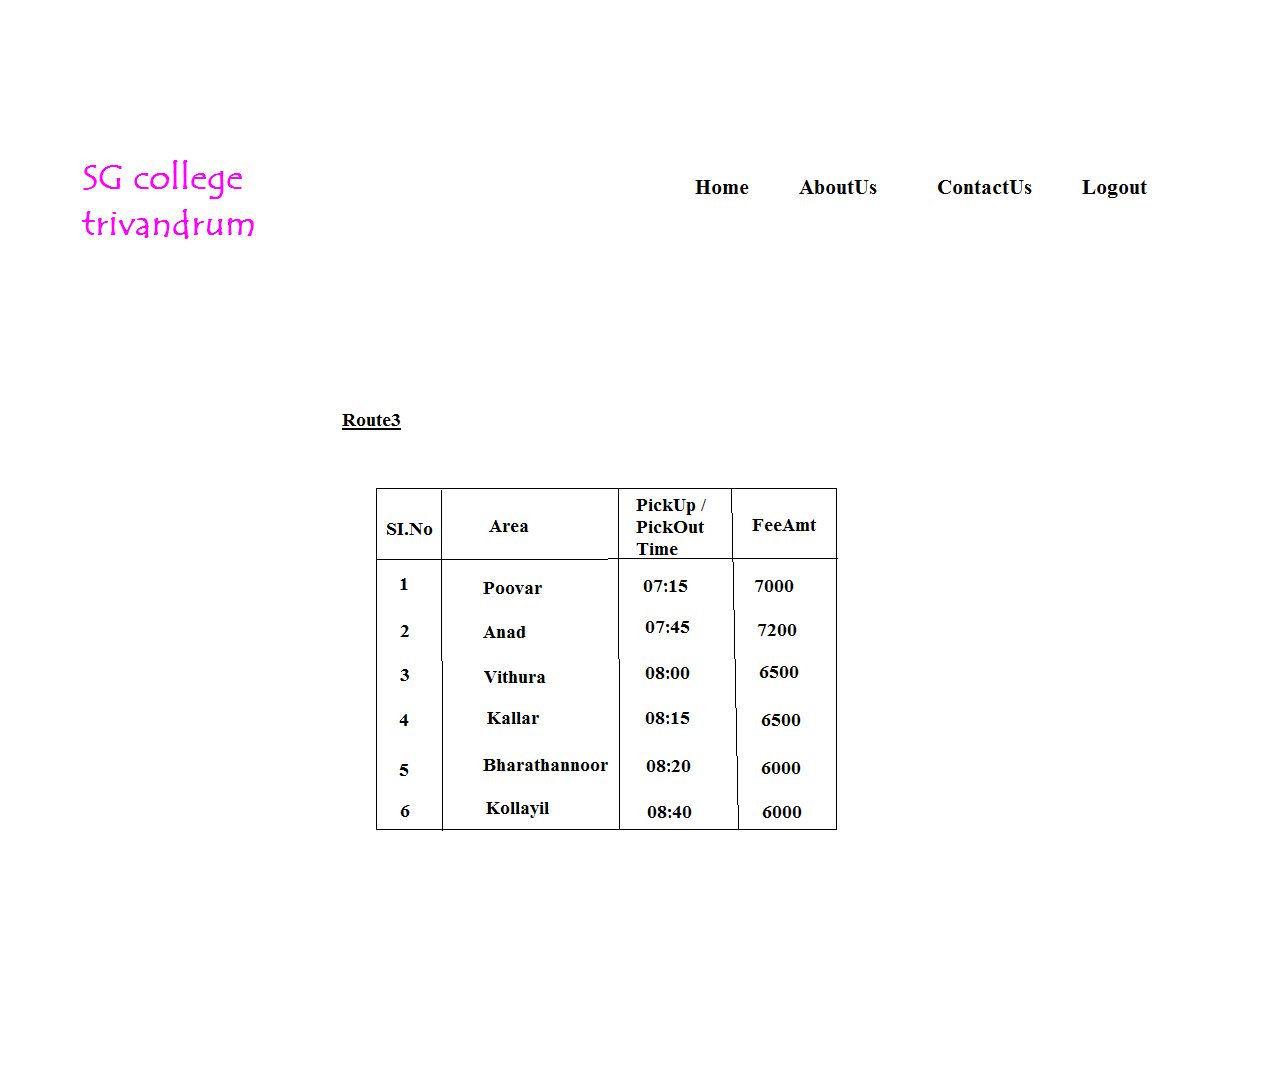 SG college
trivandrum
Home AboutUs ContactUs Logout
Route3
SI.No Area PickUp / PickOut Time FeeAmt
1 Poovar 07:15 7000
2 Anad 07:45 7200
3 Vithura 08:00 6500
4 Kallar 08:15 6500
5 Bharathannoor 08:20 6000
6 Kollayil 08:40 6000